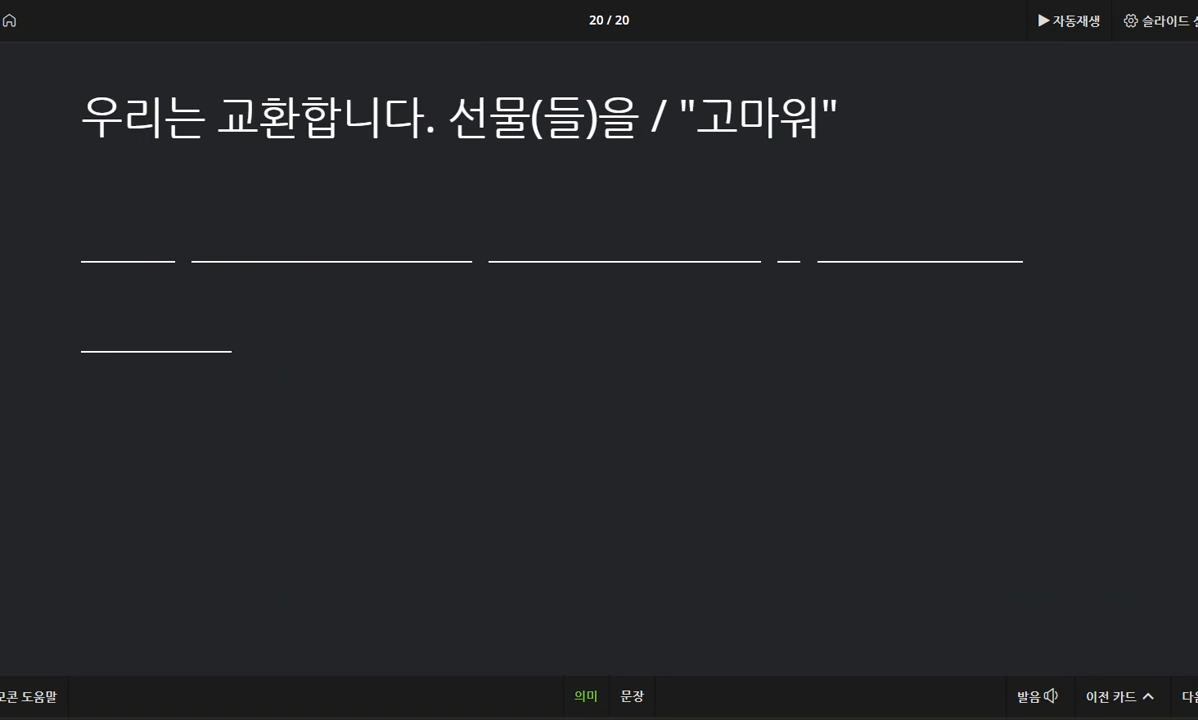 20 / 20
▶ 자동재생
슬라이드
우리는 교환합니다. 선물(들)을 / "고마워"
도움말
의미
문장
발음
이전 카드